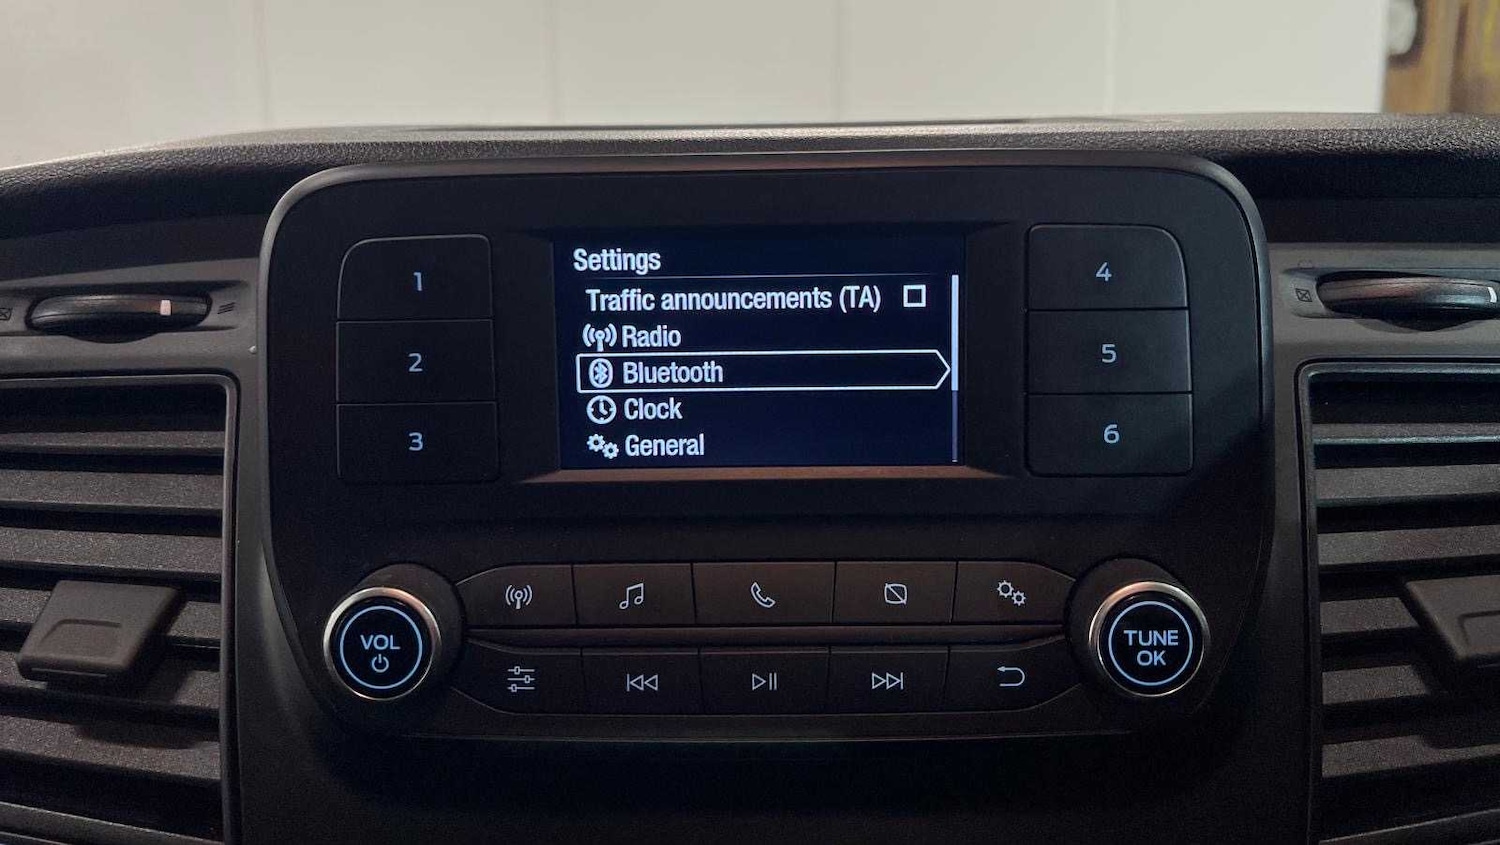 Settings
Traffic announcements (TA)
Radio
Bluetooth
Clock
General
1
2
3
4
5
6
VOL
TUNE
OK